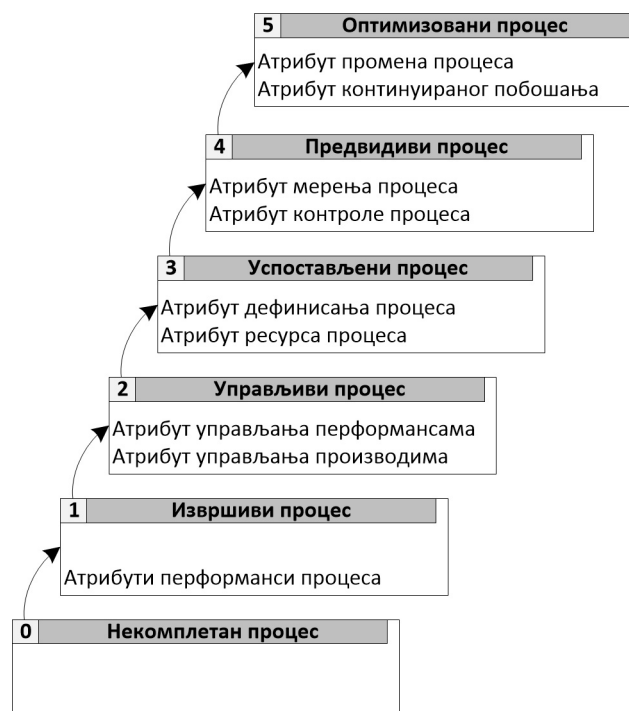 5 Оптимизовани процес
Атрибут промена процеса
Атрибут континуираног побошања
4 Предвидиви процес
Атрибут мерења процеса
Атрибут контроле процеса
3 Успостављени процес
Атрибут дефинисања процеса
Атрибут ресурса процеса
2 Управљиви процес
Атрибут управљања перформансама
Атрибут управљања производима
1 Извршиви процес
Атрибути перформанси процеса
0 Некомплетан процес